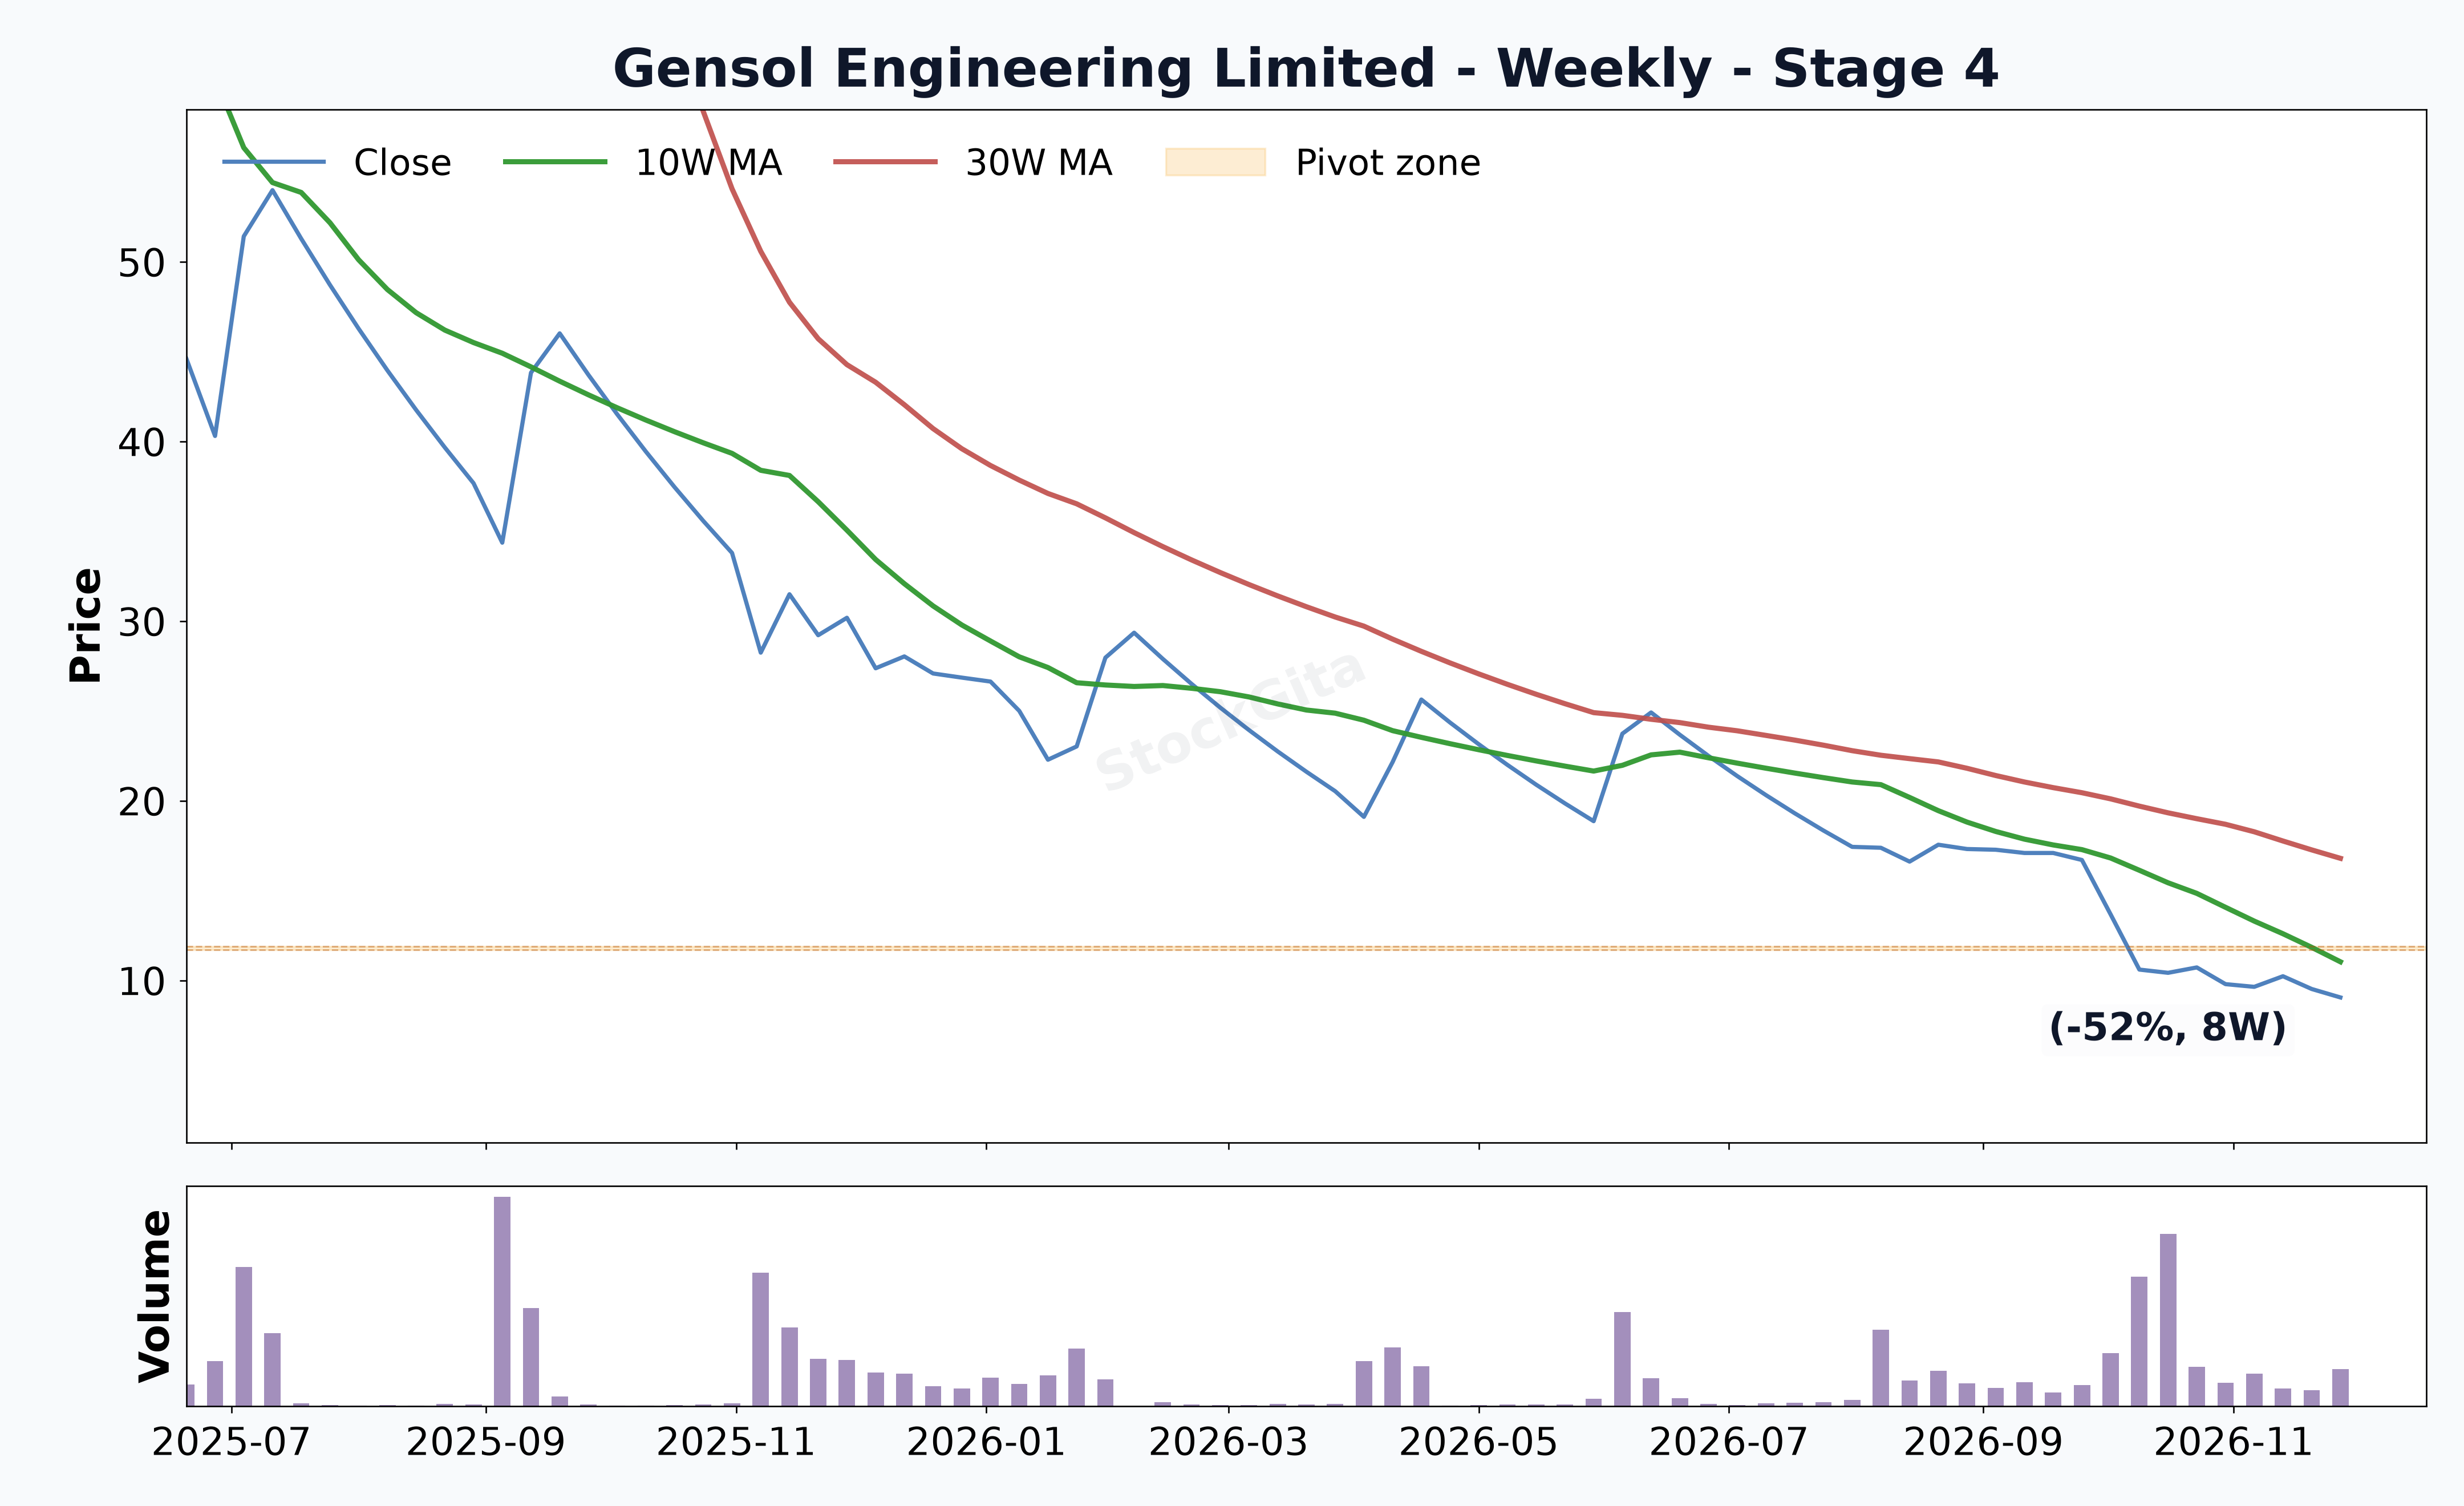 Gensol Engineering Limited - Weekly - Stage 4
Close 10W MA 30W MA Pivot zone
50
40
30
20
10
Price
StockGita
(-52%, 8W)
Volume
2025-07 2025-09 2025-11 2026-01 2026-03 2026-05 2026-07 2026-09 2026-11